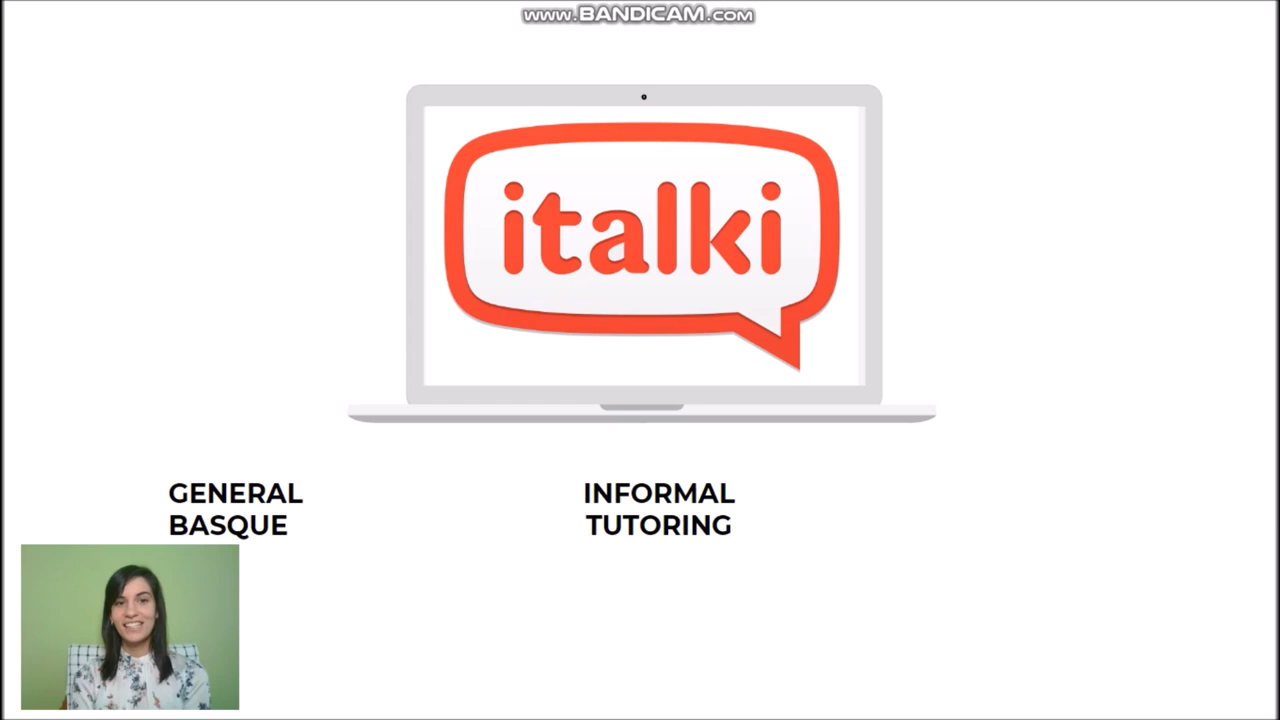 www.BANDICAM.com
italki
GENERAL
BASQUE
INFORMAL
TUTORING